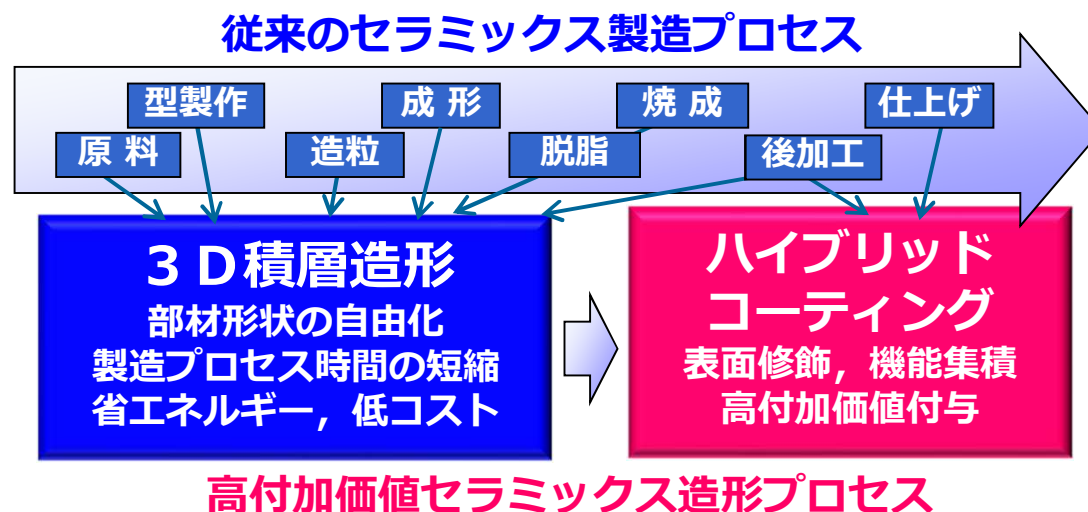 従来のセラミックス製造プロセス
型製作
成 形
焼 成
仕上げ
原 料
造粒
脱脂
後加工
３Ｄ積層造形
部材形状の自由化
製造プロセス時間の短縮
省エネルギー，低コスト
ハイブリッド
コーティング
表面修飾，機能集積
高付加価値付与
高付加価値セラミックス造形プロセス